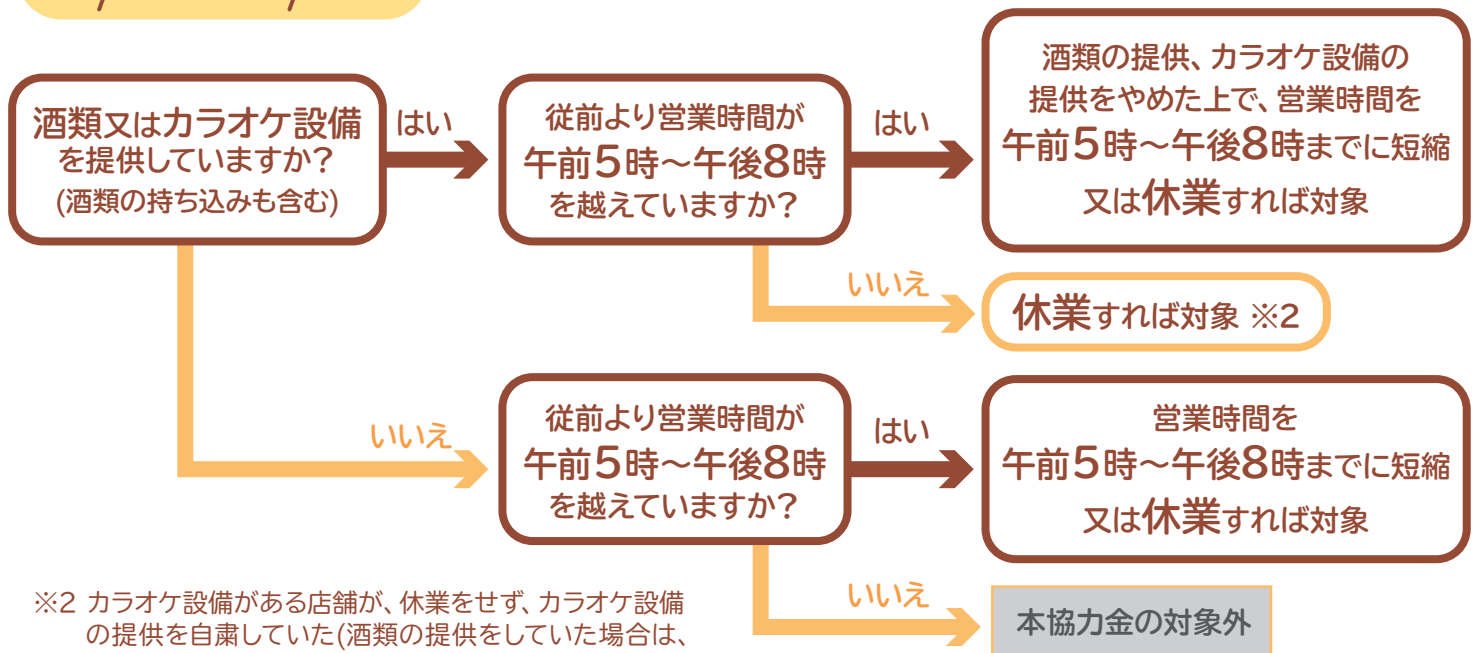 酒類又はカラオケ設備
を提供していますか?
(酒類の持ち込みも含む)
はい
従前より営業時間が
午前5時～午後8時
を越えていますか?
はい
酒類の提供、カラオケ設備の
提供をやめた上で、営業時間を
午前5時～午後8時までに短縮
又は休業すれば対象
いいえ
休業すれば対象 ※2
いいえ
従前より営業時間が
午前5時～午後8時
を越えていますか?
はい
営業時間を
午前5時～午後8時までに短縮
又は休業すれば対象
いいえ
本協力金の対象外
※2 カラオケ設備がある店舗が、休業をせず、カラオケ設備
の提供を自粛していた(酒類の提供をしていた場合は、